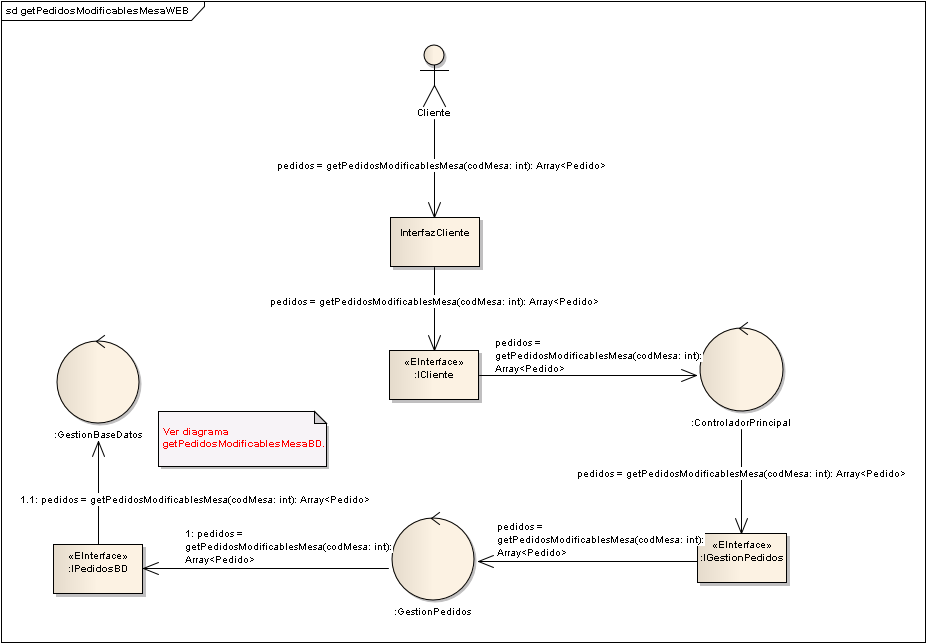 sd getPedidosModificablesMesaWEB
Cliente
pedidos = getPedidosModificablesMesa(codMesa: int): Array<Pedido>
InterfazCliente
pedidos = getPedidosModificablesMesa(codMesa: int): Array<Pedido>
«EInterface»
:ICliente
pedidos =
getPedidosModificablesMesa(codMesa: int):
Array<Pedido>
:ControladorPrincipal
:GestionBaseDatos
Ver diagrama
getPedidosModificablesMesaBD.
pedidos = getPedidosModificablesMesa(codMesa: int): Array<Pedido>
1.1: pedidos = getPedidosModificablesMesa(codMesa: int): Array<Pedido>
«EInterface»
:IPedidosBD
1: pedidos =
getPedidosModificablesMesa(codMesa: int):
Array<Pedido>
:GestionPedidos
pedidos =
getPedidosModificablesMesa(codMesa: int):
Array<Pedido>
«EInterface»
:IGestionPedidos